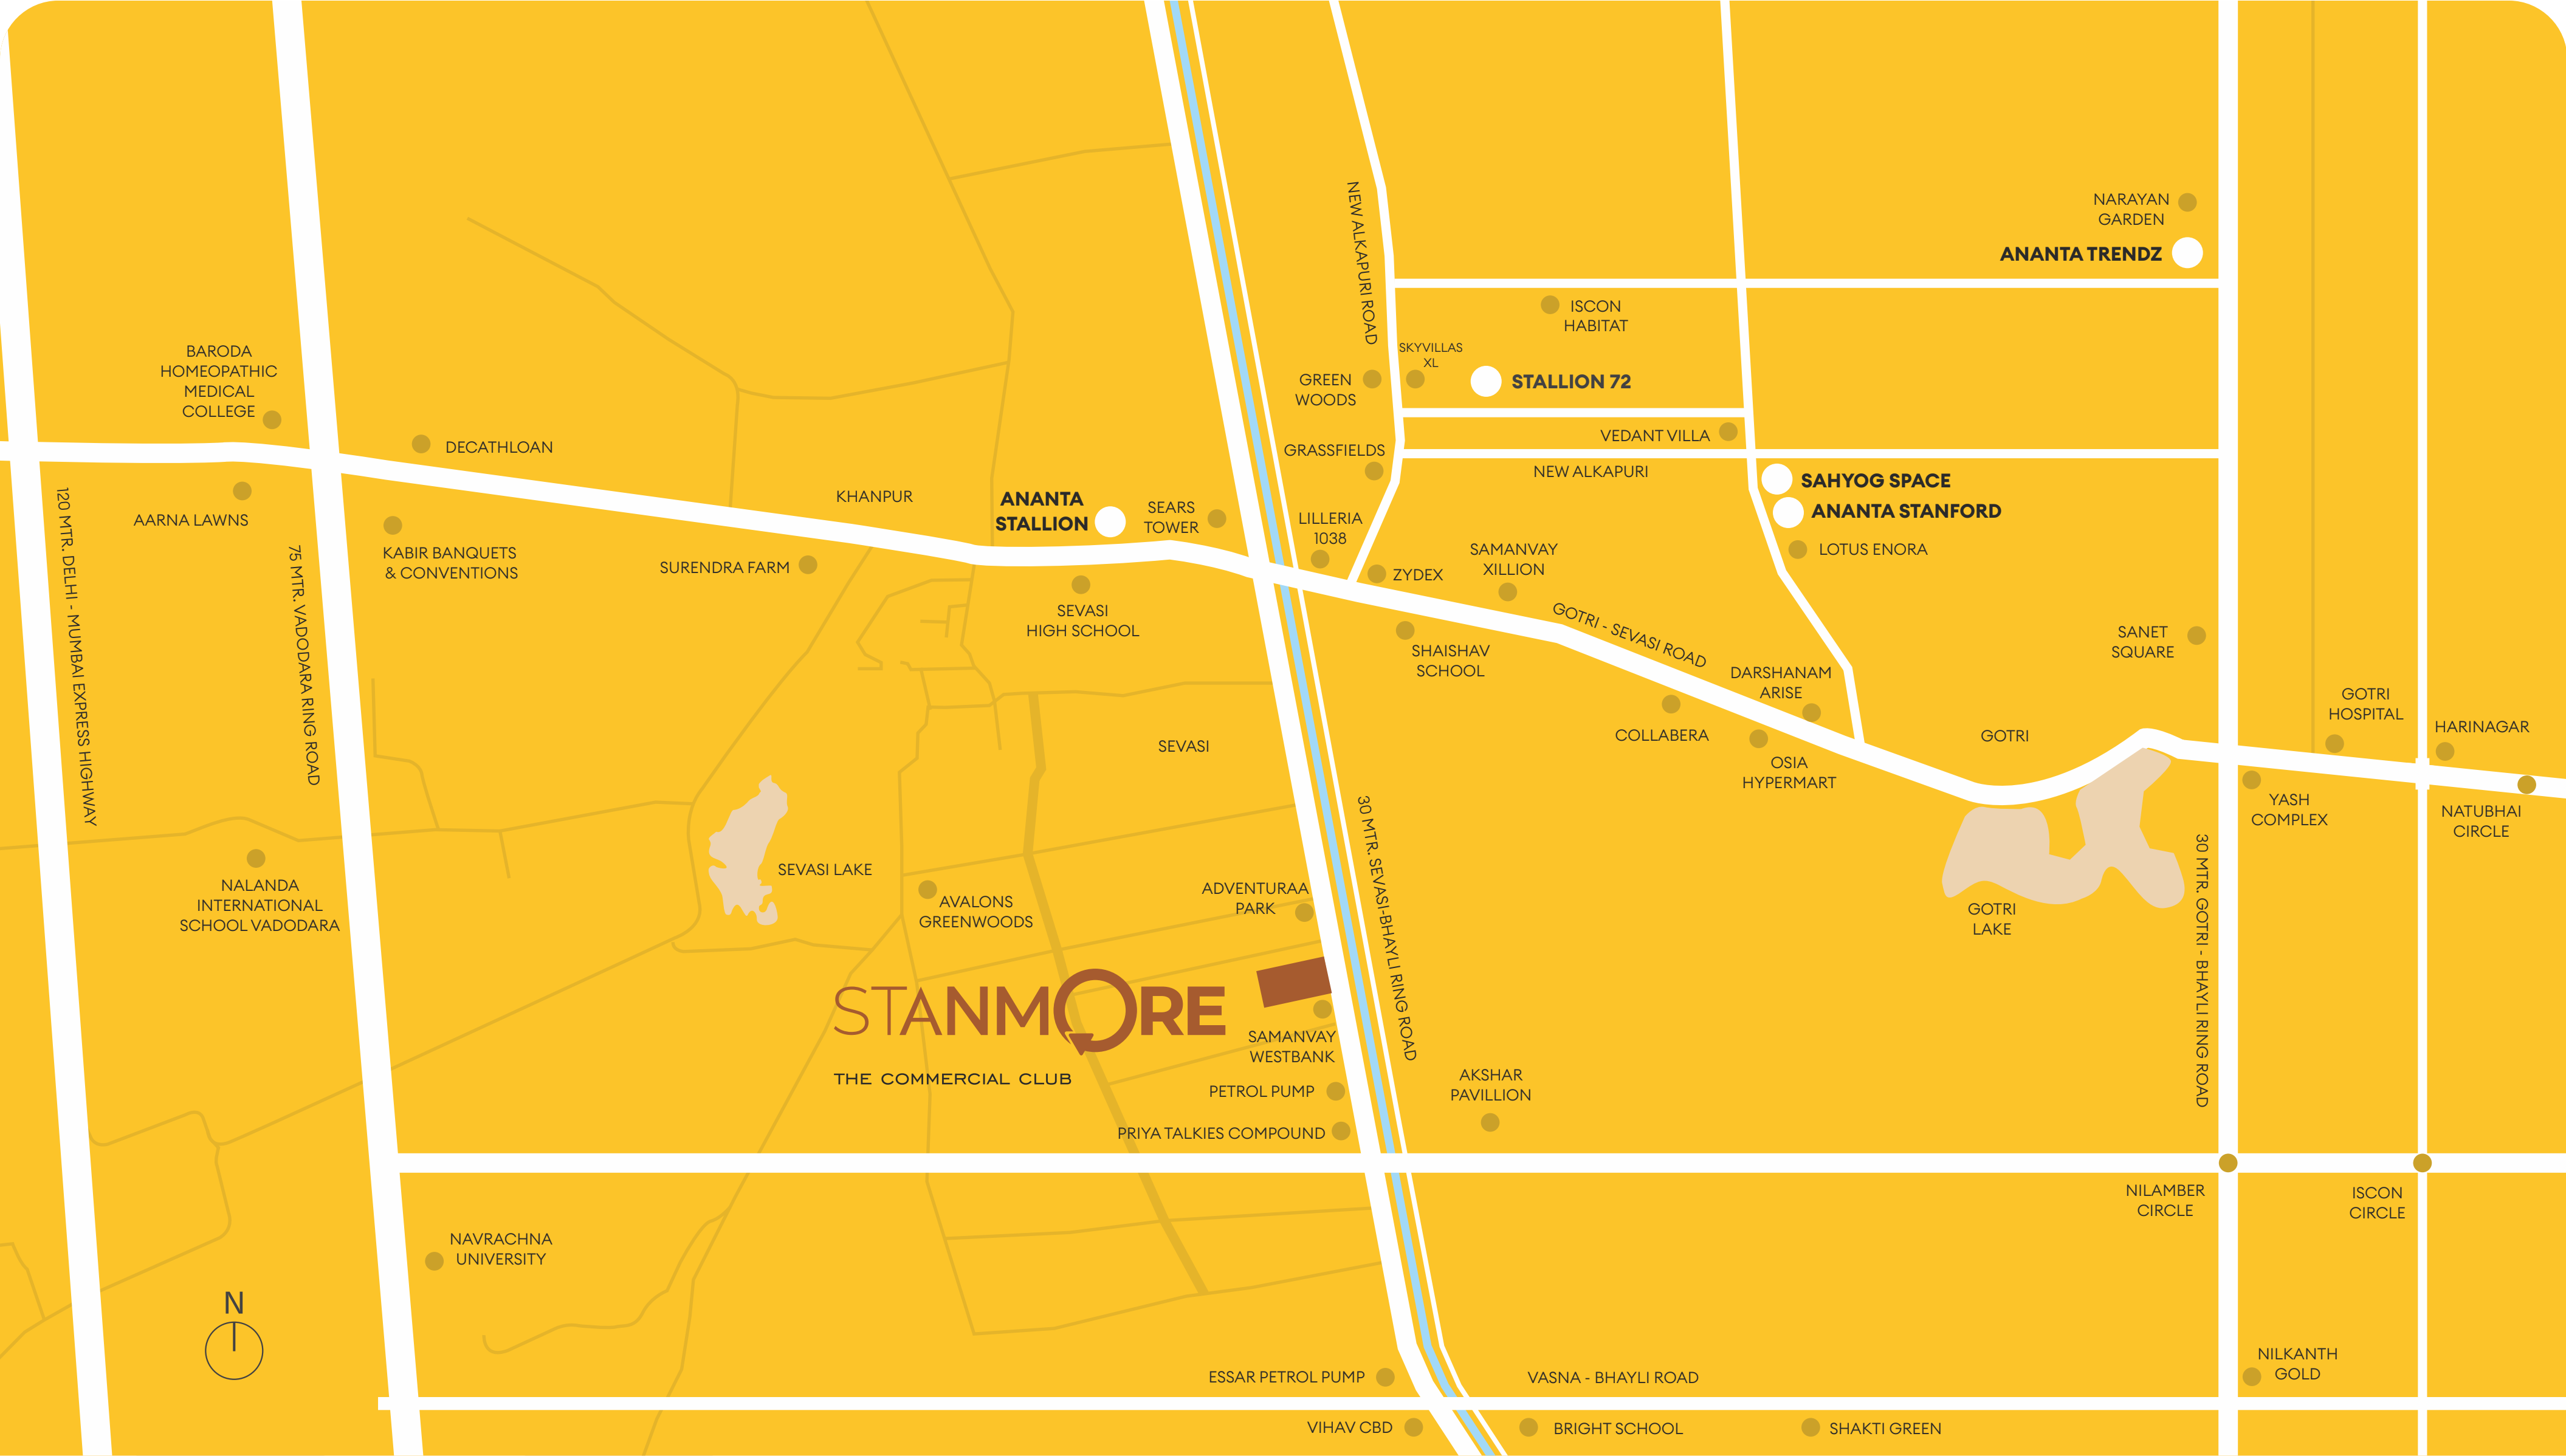 NARAYAN
GARDEN
ANANTA TRENDZ
NEW ALKAPURI ROAD
ISCON
HABITAT
SKYVILLAS
XL
GREEN
WOODS
STALLION 72
BARODA
HOMEOPATHIC
MEDICAL
COLLEGE
DECATHLOAN
GRASSFIELDS
VEDANT VILLA
NEW ALKAPURI
SAHYOG SPACE
ANANTA STANFORD
LOTUS ENORA
KHANPUR
ANANTA
STALLION
SEARS
TOWER
LILLERIA
1038
AARNA LAWNS
KABIR BANQUETS
& CONVENTIONS
SURENDRA FARM
ZYDEX
SAMANVAY
XILLION
SEVASI
HIGH SCHOOL
SHAISHAV
SCHOOL
GOTRI - SEVASI ROAD
DARSHANAM
ARISE
SANET
SQUARE
120 MTR. DELHI - MUMBAI EXPRESS HIGHWAY
75 MTR. VADODARA RING ROAD
GOTRI
HOSPITAL
HARINAGAR
COLLABERA
GOTRI
SEVASI
OSIA
HYPERMART
YASH
COMPLEX
NATUBHAI
CIRCLE
SEVASI LAKE
NALANDA
INTERNATIONAL
SCHOOL VADODARA
AVALONS
GREENWOODS
ADVENTURAA
PARK
30 MTR. SEVASI-BHAYLI RING ROAD
GOTRI
LAKE
30 MTR. GOTRI - BHAYLI RING ROAD
STANMORE
THE COMMERCIAL CLUB
SAMANVAY
WESTBANK
PETROL PUMP
AKSHAR
PAVILLION
PRIYA TALKIES COMPOUND
NILAMBER
CIRCLE
ISCON
CIRCLE
NAVRACHNA
UNIVERSITY
N
ESSAR PETROL PUMP
VASNA - BHAYLI ROAD
NILKANTH
GOLD
VIHAV CBD
BRIGHT SCHOOL
SHAKTI GREEN